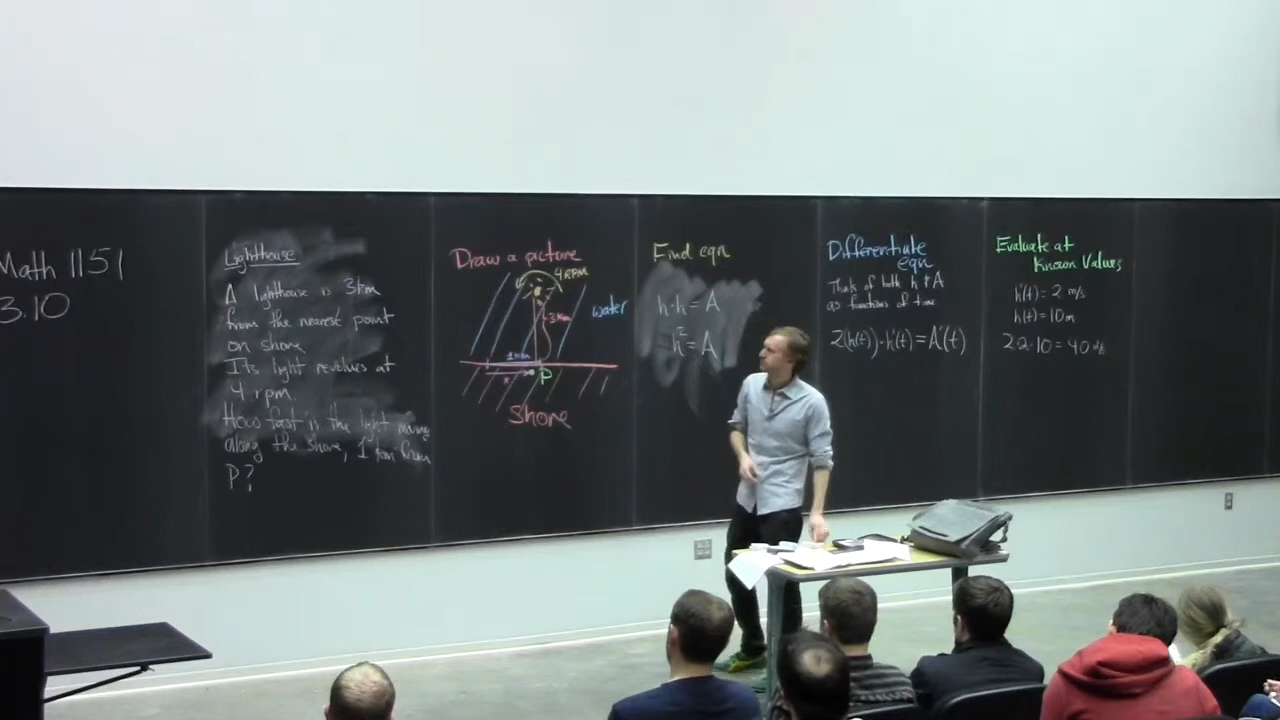 Math 1151
3.10
Lighthouse
A lighthouse is 3km
from the nearest point
on shore
Its light revolves at
4 rpm.
How fast is the light moving
along the shore, 1 km from
P?
Draw a picture
4 RPM
3km
water
1km
x
P
Shore
Find eqn
h·h = A
h² = A
Differentiate
eqn
Think of both h + A
as functions of time
2(h(t))·h'(t) = A'(t)
Evaluate at
Known Values
h'(t) = 2 m/s
h(t) = 10m
2·2·10 = 40